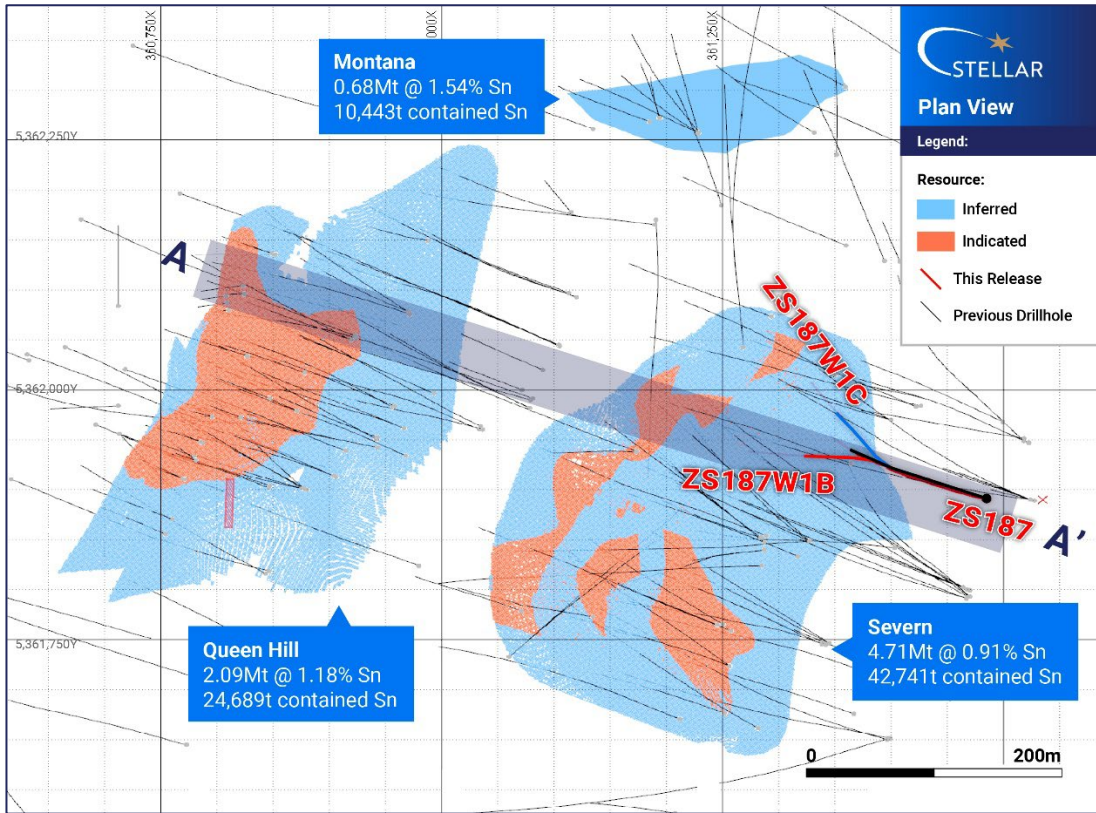 360,750X
000X
361,250X
Montana
0.68Mt @ 1.54% Sn
10,443t contained Sn
STELLAR
Plan View
Legend:
Resource:
Inferred
Indicated
This Release
Previous Drillhole
5,362,250Y
A
ZS187W1C
5,362,000Y
ZS187W1B
ZS187
A’
5,361,750Y
Queen Hill
2.09Mt @ 1.18% Sn
24,689t contained Sn
Severn
4.71Mt @ 0.91% Sn
42,741t contained Sn
0 200m